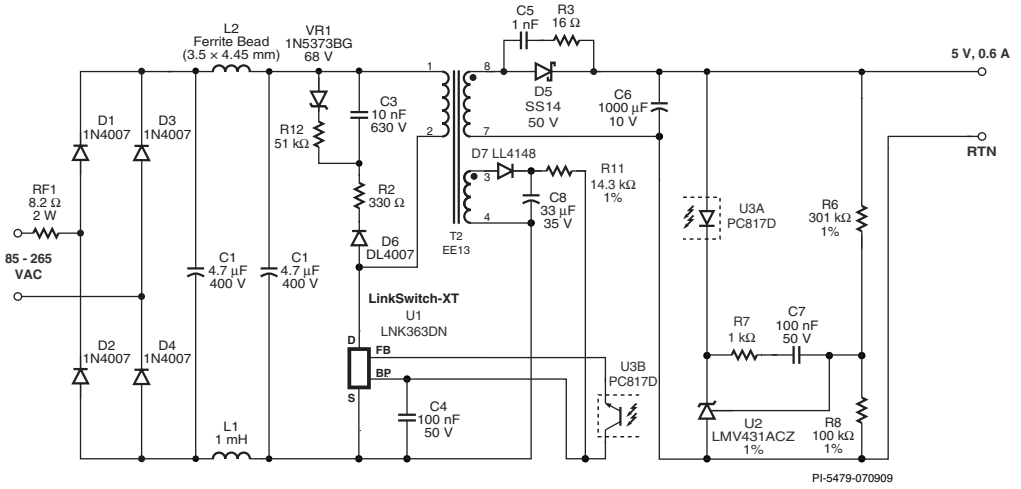 L2
Ferrite Bead
(3.5 × 4.45 mm)
VR1
1N5373BG
68 V
C5
1 nF
R3
16 Ω
5 V, 0.6 A
1
8
D5
SS14
50 V
C6
1000 μF
10 V
C3
10 nF
630 V
R12
51 kΩ
D1
1N4007
D3
1N4007
2
7
RTN
D7 LL4148
3
R11
14.3 kΩ
1%
RF1
8.2 Ω
2 W
R2
330 Ω
C8
33 μF
35 V
4
T2
EE13
U3A
PC817D
R6
301 kΩ
1%
D6
DL4007
85 - 265
VAC
C1
4.7 μF
400 V
C1
4.7 μF
400 V
LinkSwitch-XT
U1
LNK363DN
D
FB
BP
S
R7
1 kΩ
C7
100 nF
50 V
D2
1N4007
D4
1N4007
U3B
PC817D
C4
100 nF
50 V
U2
LMV431ACZ
1%
R8
100 kΩ
1%
L1
1 mH
PI-5479-070909